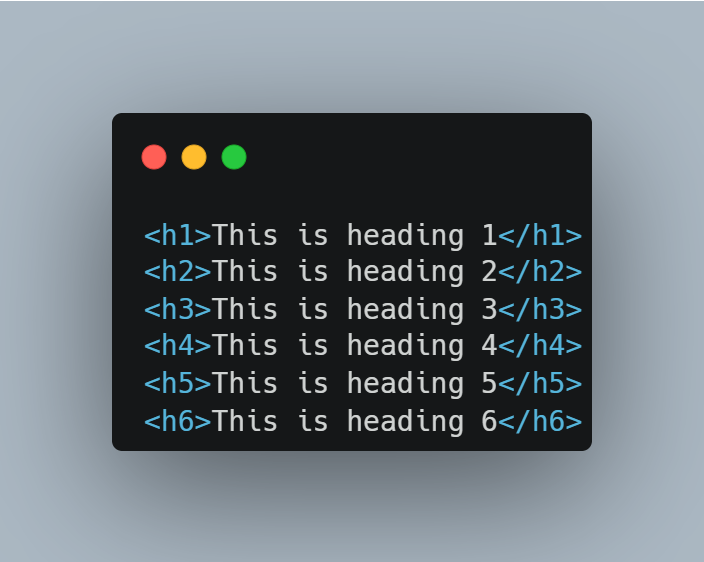 <h1>This is heading 1</h1>
<h2>This is heading 2</h2>
<h3>This is heading 3</h3>
<h4>This is heading 4</h4>
<h5>This is heading 5</h5>
<h6>This is heading 6</h6>